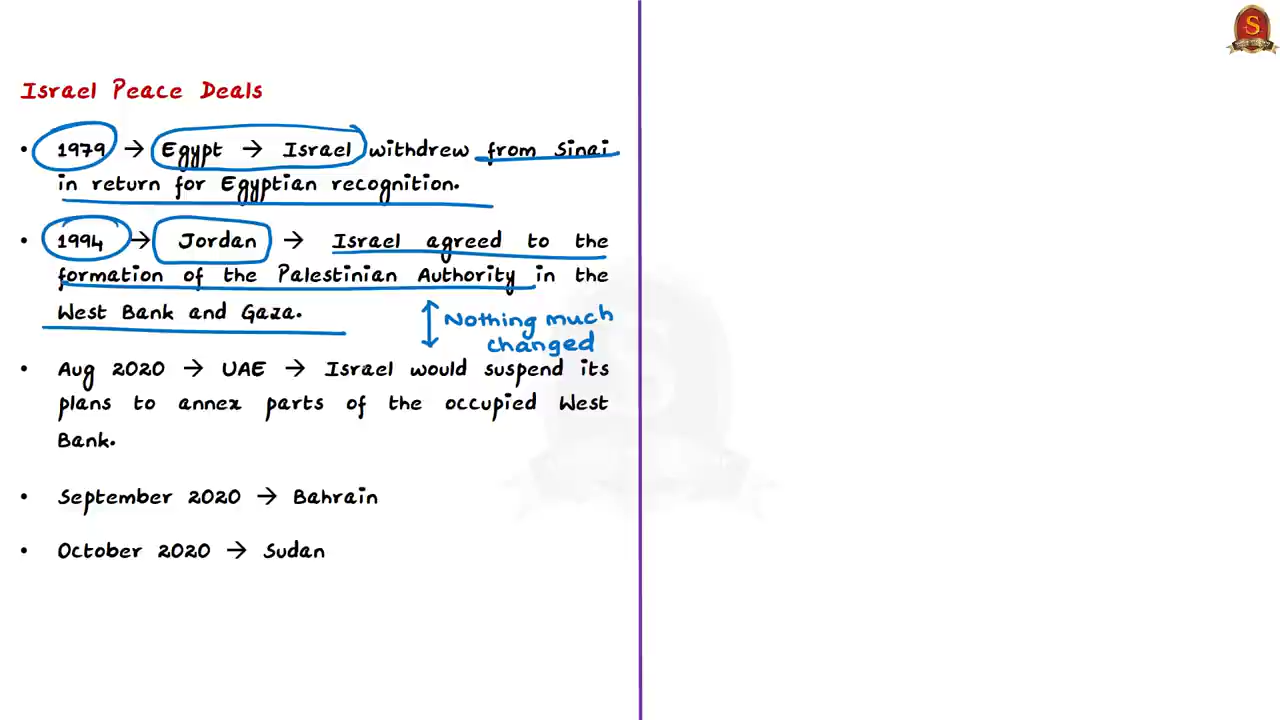 Israel Peace Deals
• 1979 → Egypt → Israel withdrew from Sinai
in return for Egyptian recognition.
• 1994 → Jordan → Israel agreed to the
formation of the Palestinian Authority in the
West Bank and Gaza.
Nothing much
changed
• Aug 2020 → UAE → Israel would suspend its
plans to annex parts of the occupied West
Bank.
• September 2020 → Bahrain
• October 2020 → Sudan
S